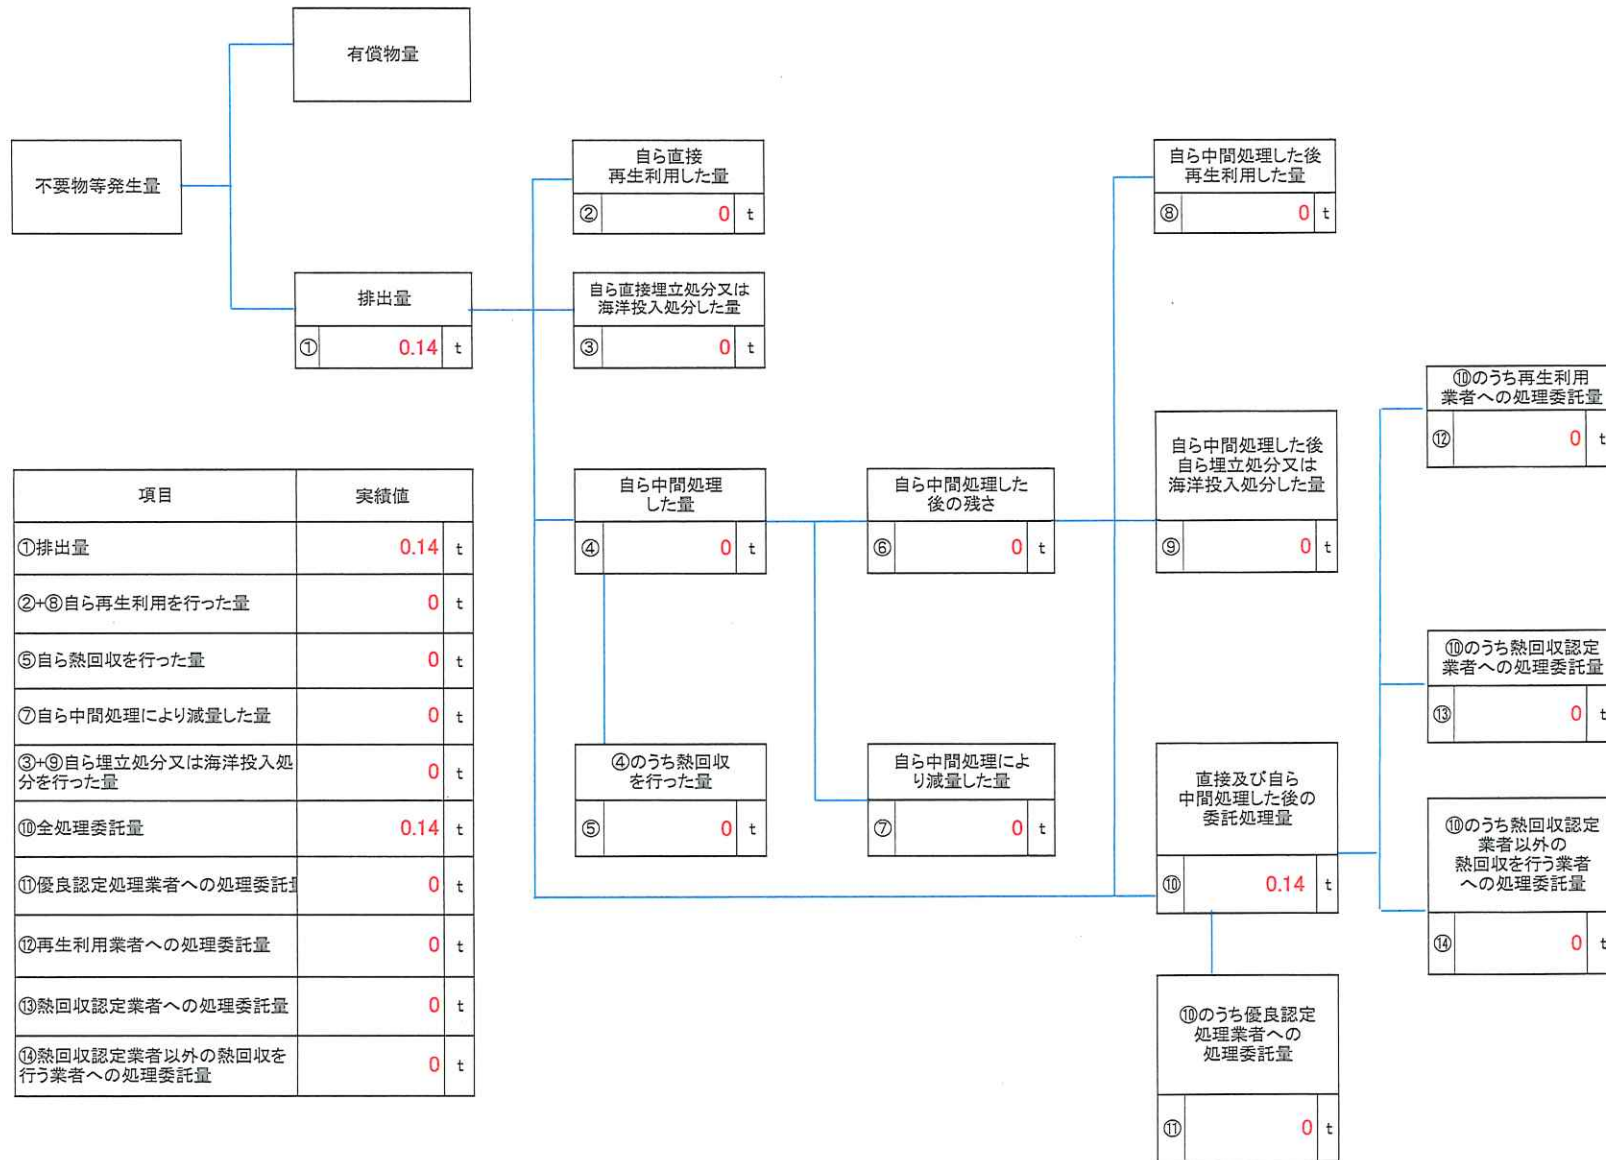 有償物量
不要物等発生量
排出量
① 0.14 t
自ら直接
再生利用した量
② 0 t
自ら直接埋立処分又は
海洋投入処分した量
③ 0 t
自ら中間処理
した量
④ 0 t
④のうち熱回収
を行った量
⑤ 0 t
自ら中間処理した
後の残さ
⑥ 0 t
自ら中間処理によ
り減量した量
⑦ 0 t
自ら中間処理した後
再生利用した量
⑧ 0 t
自ら中間処理した後
自ら埋立処分又は
海洋投入処分した量
⑨ 0 t
直接及び自ら
中間処理した後の
委託処理量
⑩ 0.14 t
⑩のうち優良認定
処理業者への
処理委託量
⑪ 0 t
⑩のうち再生利用
業者への処理委託量
⑫ 0 t
⑩のうち熱回収認定
業者への処理委託量
⑬ 0 t
⑩のうち熱回収認定
業者以外の
熱回収を行う業者
への処理委託量
⑭ 0 t
項目 実績値
①排出量 0.14 t
②+⑧自ら再生利用を行った量 0 t
⑤自ら熱回収を行った量 0 t
⑦自ら中間処理により減量した量 0 t
③+⑨自ら埋立処分又は海洋投入処
分を行った量 0 t
⑩全処理委託量 0.14 t
⑪優良認定処理業者への処理委託量 0 t
⑫再生利用業者への処理委託量 0 t
⑬熱回収認定業者への処理委託量 0 t
⑭熱回収認定業者以外の熱回収を
行う業者への処理委託量 0 t